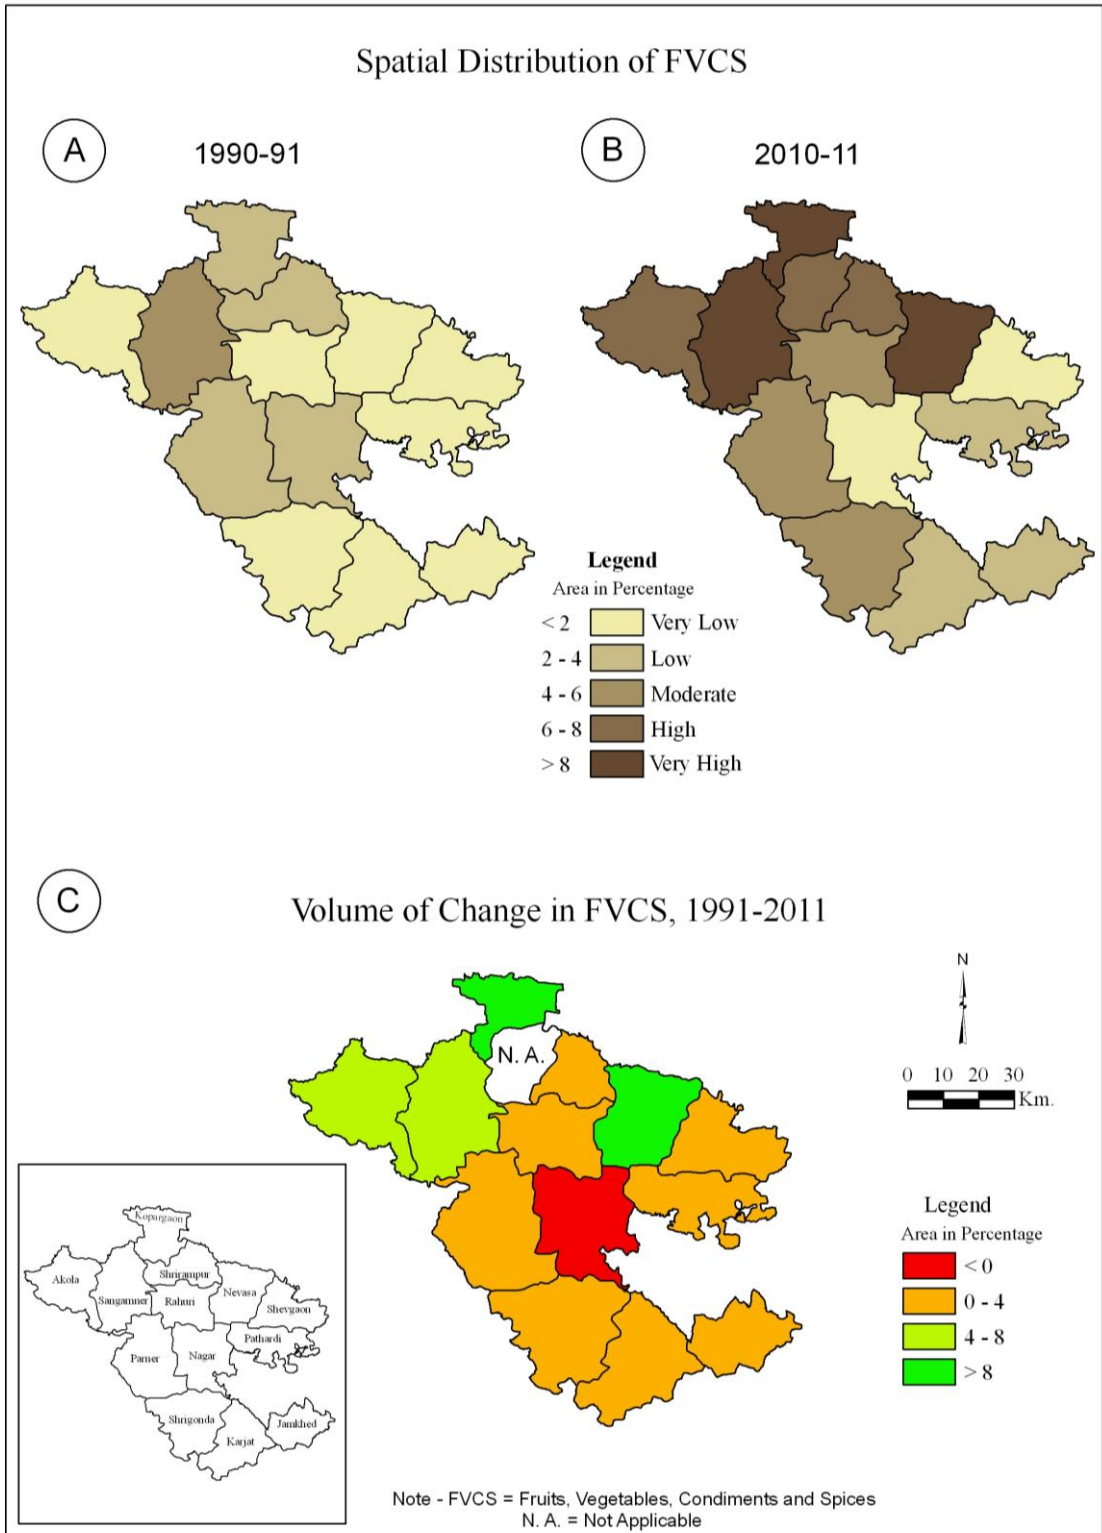 Spatial Distribution of FVCS
A
1990-91
B
2010-11
Legend
Area in Percentage
< 2 Very Low
2 - 4 Low
4 - 6 Moderate
6 - 8 High
> 8 Very High
C
Volume of Change in FVCS, 1991-2011
N
N. A.
0 10 20 30
Km.
Legend
Area in Percentage
< 0
0 - 4
4 - 8
> 8
Kopargaon
Akola
Shrirampur
Sangamner
Rahuri
Nevasa
Shevgaon
Pathardi
Parner
Nagar
Shrigonda
Karjat
Jamkhed
Note - FVCS = Fruits, Vegetables, Condiments and Spices
N. A. = Not Applicable